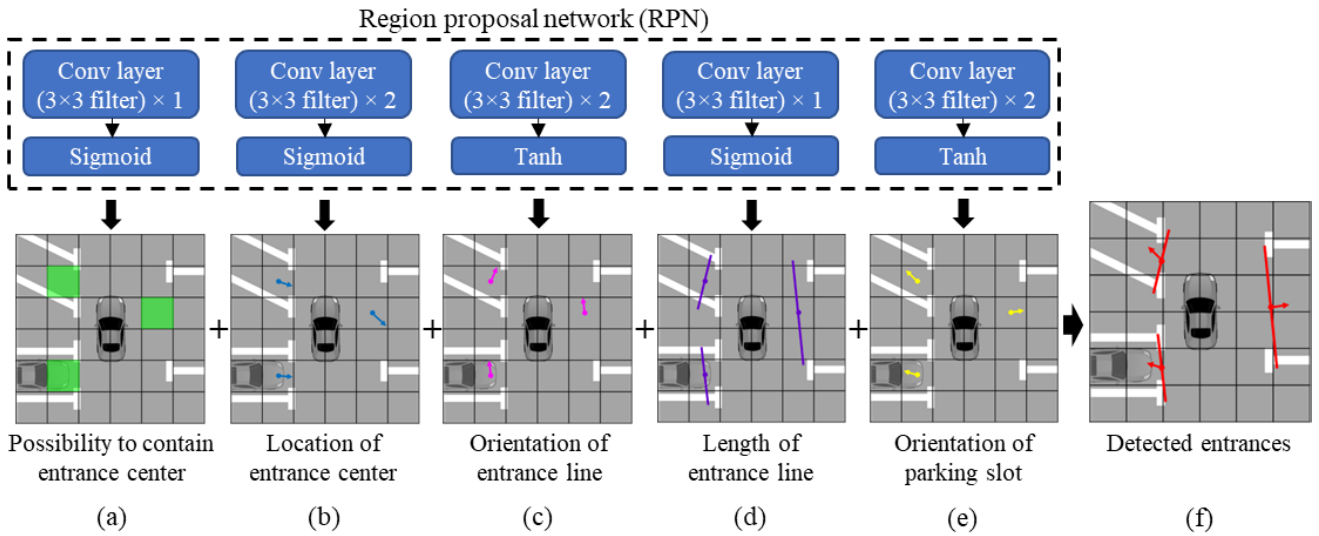 Region proposal network (RPN)
Conv layer
(3×3 filter) × 1
Sigmoid
Conv layer
(3×3 filter) × 2
Sigmoid
Conv layer
(3×3 filter) × 2
Tanh
Conv layer
(3×3 filter) × 1
Sigmoid
Conv layer
(3×3 filter) × 2
Tanh
+
+
+
+
Possibility to contain
entrance center
(a)
Location of
entrance center
(b)
Orientation of
entrance line
(c)
Length of
entrance line
(d)
Orientation of
parking slot
(e)
Detected entrances
(f)